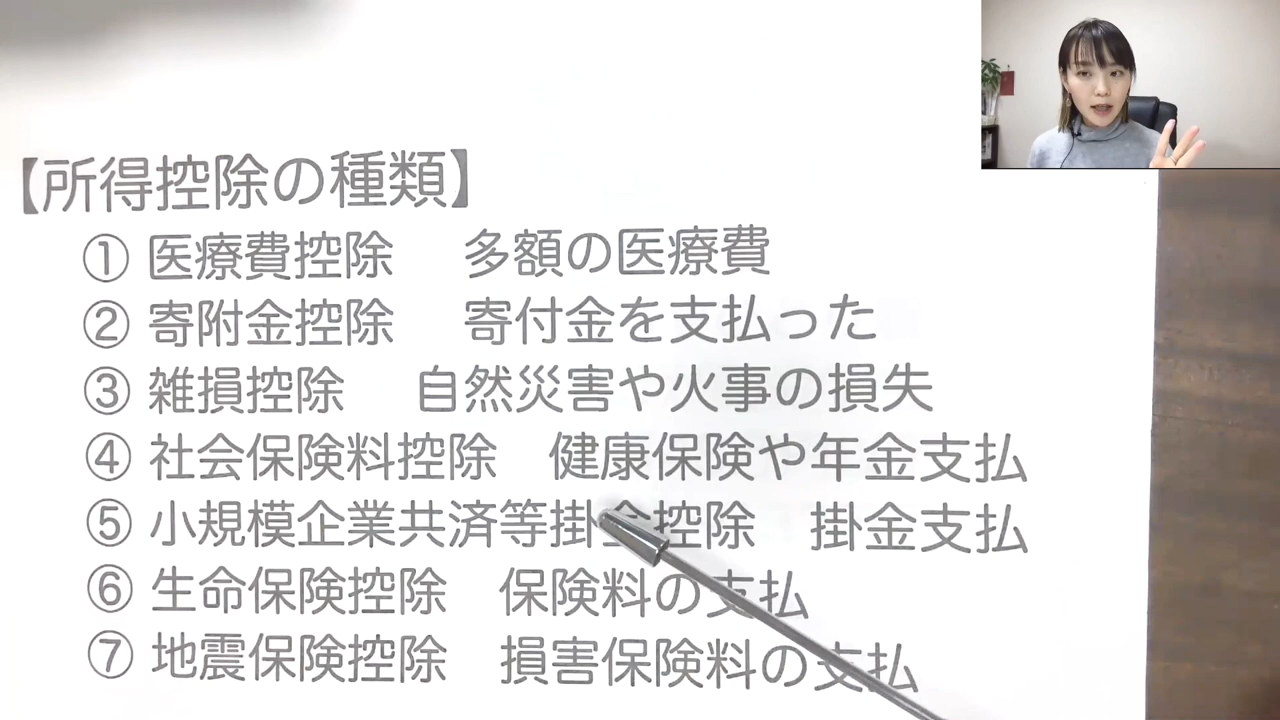 【所得控除の種類】
① 医療費控除 多額の医療費
② 寄附金控除 寄付金を支払った
③ 雑損控除 自然災害や火事の損失
④ 社会保険料控除 健康保険や年金支払
⑤ 小規模企業共済等掛金控除 掛金支払
⑥ 生命保険控除 保険料の支払
⑦ 地震保険控除 損害保険料の支払